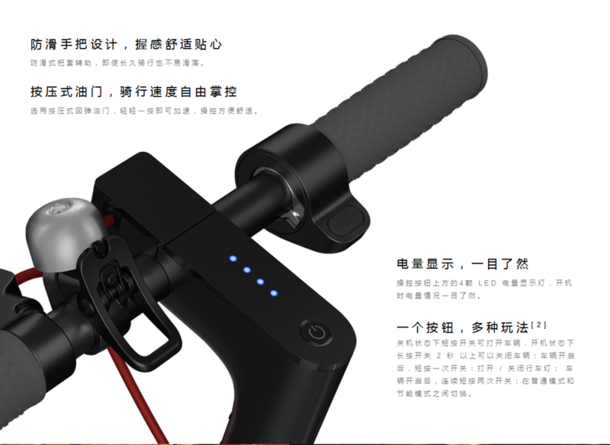 防滑手把设计，握感舒适贴心
防滑式把套辅助，即使长久骑行也不易滑落。
按压式油门，骑行速度自由掌控
选用按压式回弹油门，轻轻一按即可加速，操控方便舒适。
电量显示，一目了然
操控按钮上方的4颗 LED 电量显示灯，开机
时电量情况一目了然。
一个按钮，多种玩法[2]
关机状态下短按开关可打开车辆，开机状态下
长按开关 2 秒 以上可以关闭车辆；车辆开启
后，短按一次开关：打开 / 关闭行车灯； 车
辆开启后，连续短按两次开关：在普通模式和
节能模式之间切换。